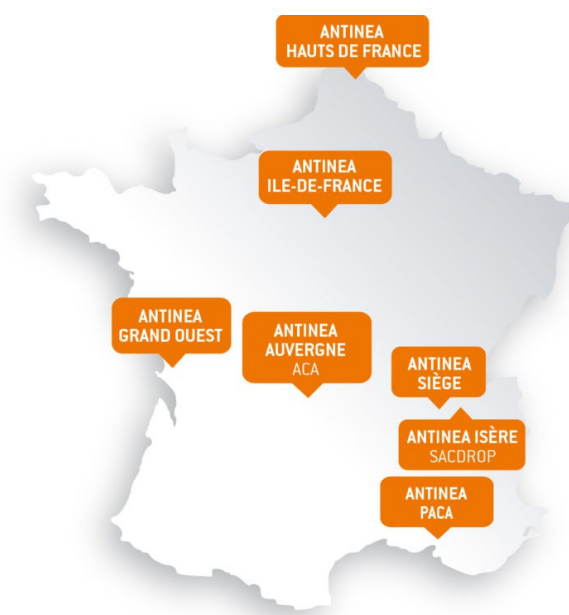 ANTINEA
HAUTS DE FRANCE
ANTINEA
ILE-DE-FRANCE
ANTINEA
GRAND OUEST
ANTINEA
AUVERGNE
ACA
ANTINEA
SIÈGE
ANTINEA ISÈRE
SACDROP
ANTINEA
PACA